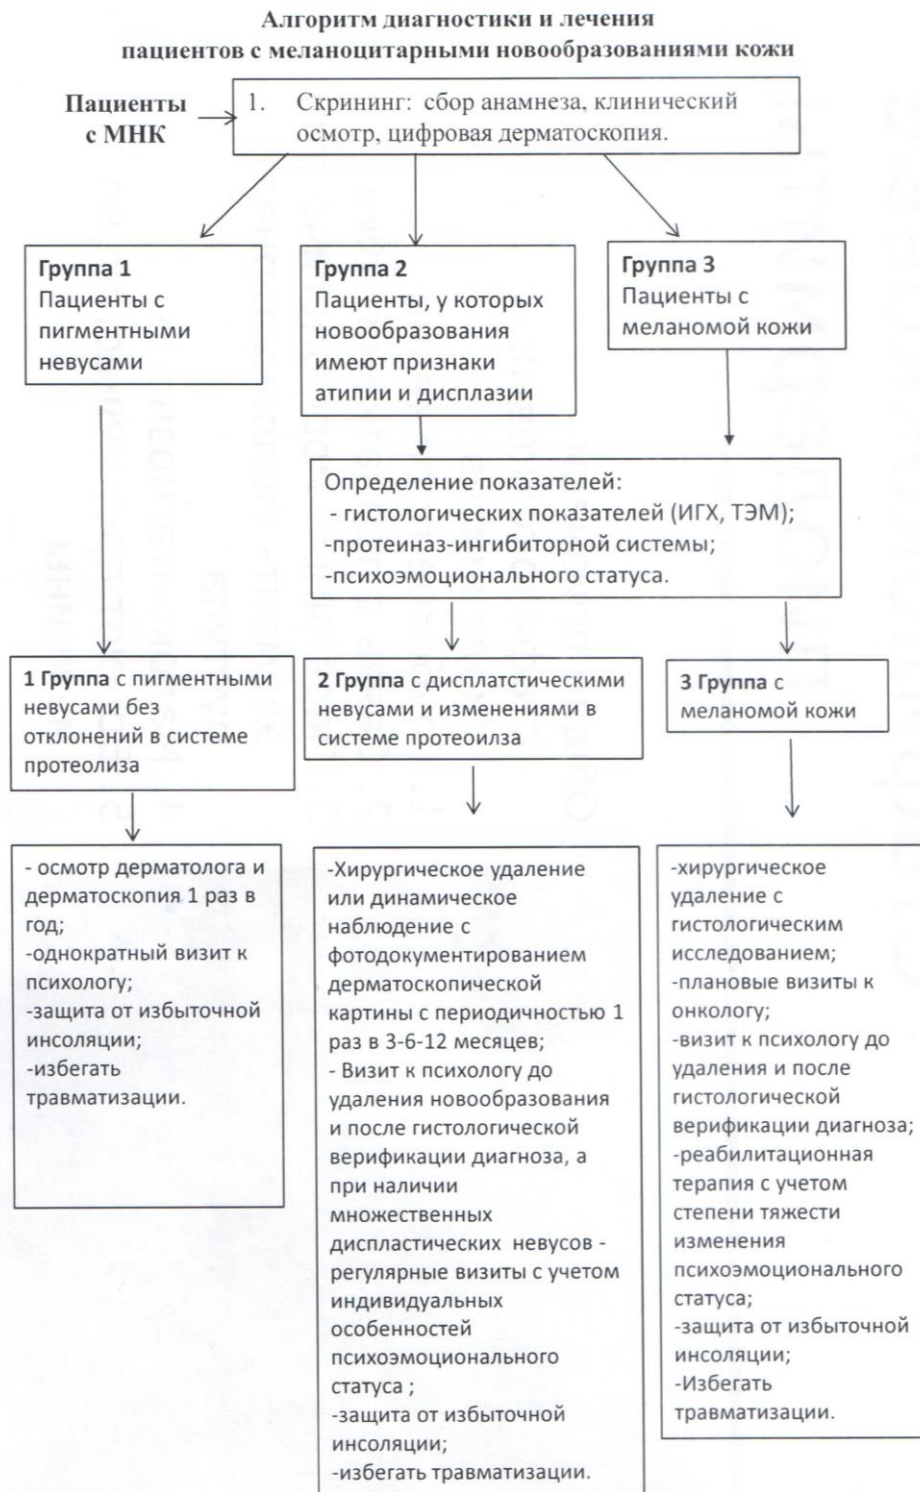 Алгоритм диагностики и лечения
пациентов с меланоцитарными новообразованиями кожи
Пациенты
с МНК
1. Скрининг: сбор анамнеза, клинический
осмотр, цифровая дерматоскопия.
Группа 1
Пациенты с
пигментными
невусами
Группа 2
Пациенты, у которых
новообразования
имеют признаки
атипии и дисплазии
Группа 3
Пациенты с
меланомой кожи
Определение показателей:
- гистологических показателей (ИГХ, ТЭМ);
-протеиназ-ингибиторной системы;
-психоэмоционального статуса.
1 Группа с пигментными
невусами без
отклонений в системе
протеолиза
2 Группа с дисплатстическими
невусами и изменениями в
системе протеоилза
3 Группа с
меланомой кожи
- осмотр дерматолога и
дерматоскопия 1 раз в
год;
-однократный визит к
психологу;
-защита от избыточной
инсоляции;
-избегать
травматизации.
-Хирургическое удаление
или динамическое
наблюдение с
фотодокументированием
дерматоскопической
картины с периодичностью 1
раз в 3-6-12 месяцев;
- Визит к психологу до
удаления новообразования
и после гистологической
верификации диагноза, а
при наличии
множественных
диспластических невусов -
регулярные визиты с учетом
индивидуальных
особенностей
психоэмоционального
статуса ;
-защита от избыточной
инсоляции;
-избегать травматизации.
-хирургическое
удаление с
гистологическим
исследованием;
-плановые визиты к
онкологу;
-визит к психологу до
удаления и после
гистологической
верификации диагноза;
-реабилитационная
терапия с учетом
степени тяжести
изменения
психоэмоционального
статуса;
-защита от избыточной
инсоляции;
-Избегать
травматизации.